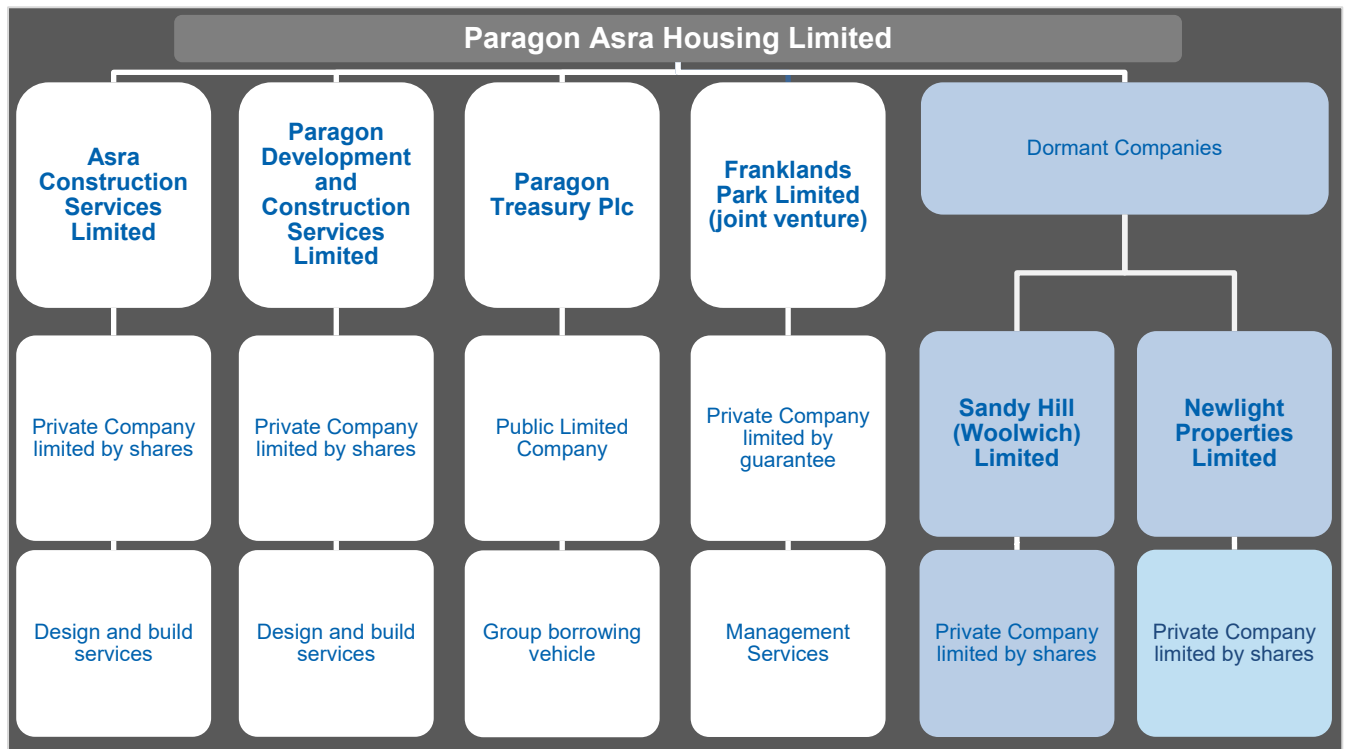 Paragon Asra Housing Limited
Asra
Construction
Services
Limited
Paragon
Development
and
Construction
Services
Limited
Paragon
Treasury Plc
Franklands
Park Limited
(joint venture)
Dormant Companies
Private Company
limited by shares
Private Company
limited by shares
Public Limited
Company
Private Company
limited by
guarantee
Sandy Hill
(Woolwich)
Limited
Newlight
Properties
Limited
Design and build
services
Design and build
services
Group borrowing
vehicle
Management
Services
Private Company
limited by shares
Private Company
limited by shares